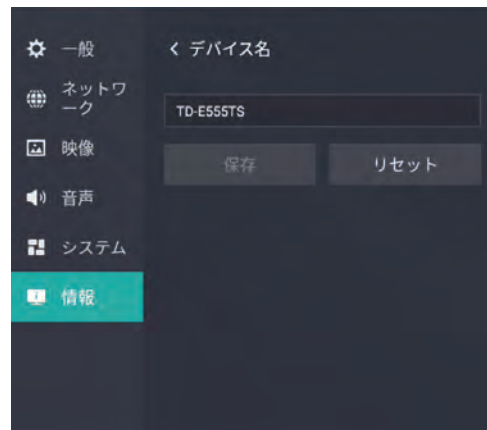 一般
ネットワ
ーク
映像
音声
システム
情報
< デバイス名
TD-E555TS
保存
リセット